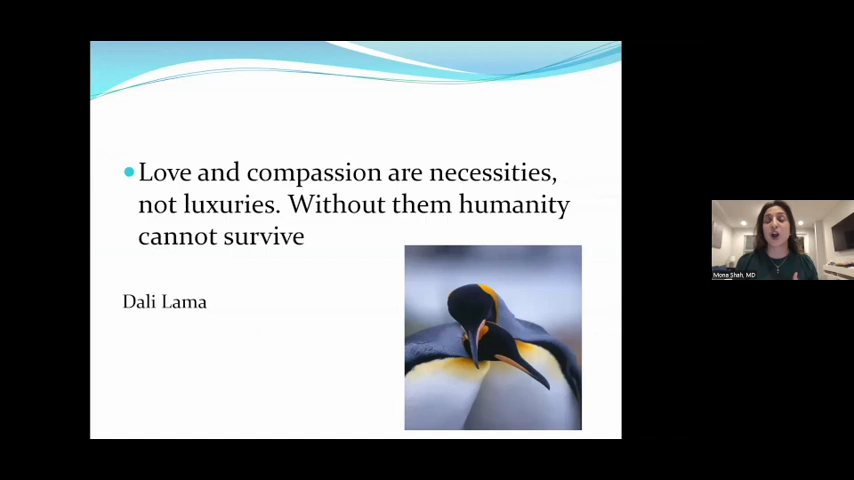 Love and compassion are necessities,
not luxuries. Without them humanity
cannot survive
Dali Lama
Mona Shah, MD